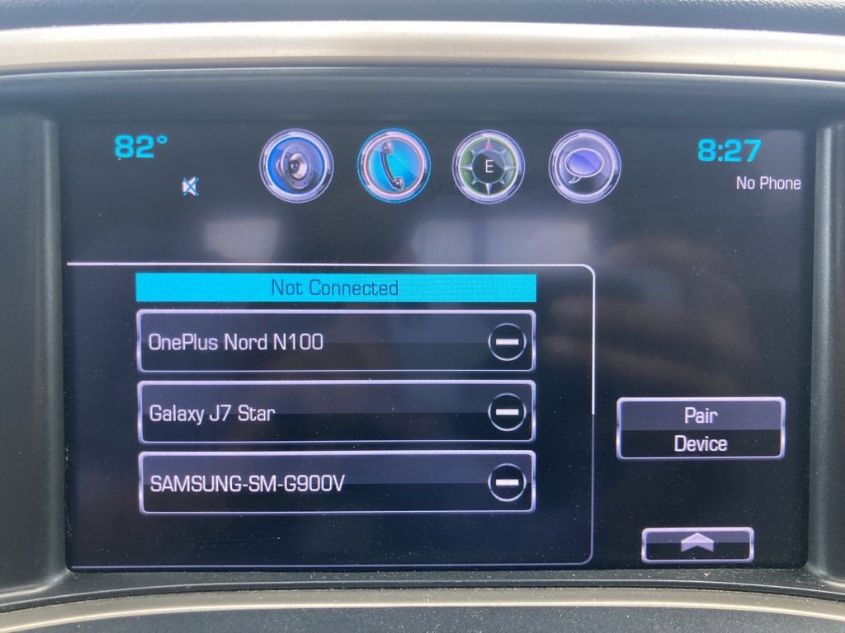 82°
E
8:27
No Phone
Not Connected
OnePlus Nord N100
Galaxy J7 Star
SAMSUNG-SM-G900V
Pair
Device